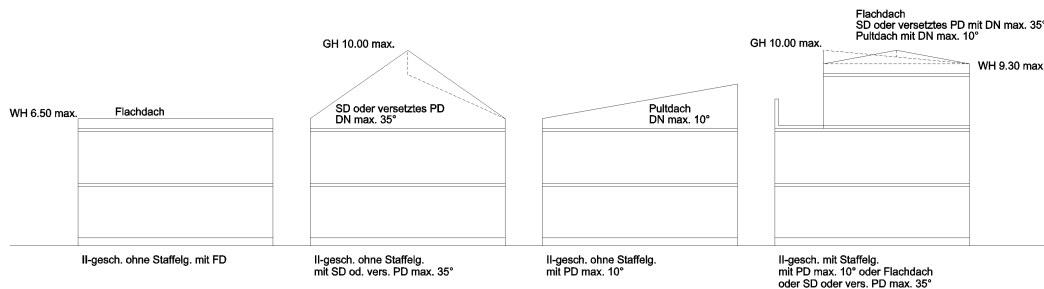 WH 6.50 max.
Flachdach
II-gesch. ohne Staffelg. mit FD
GH 10.00 max.
SD oder versetztes PD
DN max. 35°
II-gesch. ohne Staffelg.
mit SD od. vers. PD max. 35°
Pultdach
DN max. 10°
II-gesch. ohne Staffelg.
mit PD max. 10°
Flachdach
SD oder versetztes PD mit DN max. 35°
Pultdach mit DN max. 10°
GH 10.00 max.
WH 9.30 max
II-gesch. mit Staffelg.
mit PD max. 10° oder Flachdach
oder SD oder vers. PD max. 35°